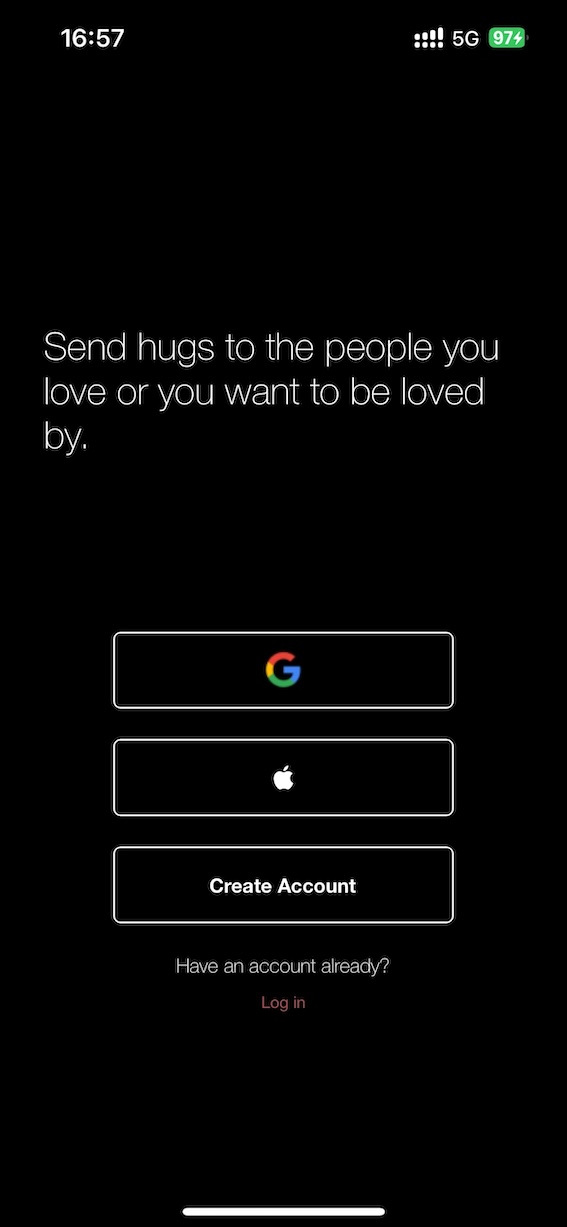 16:57 5G 97
Send hugs to the people you
love or you want to be loved
by.
Create Account
Have an account already?
Log in